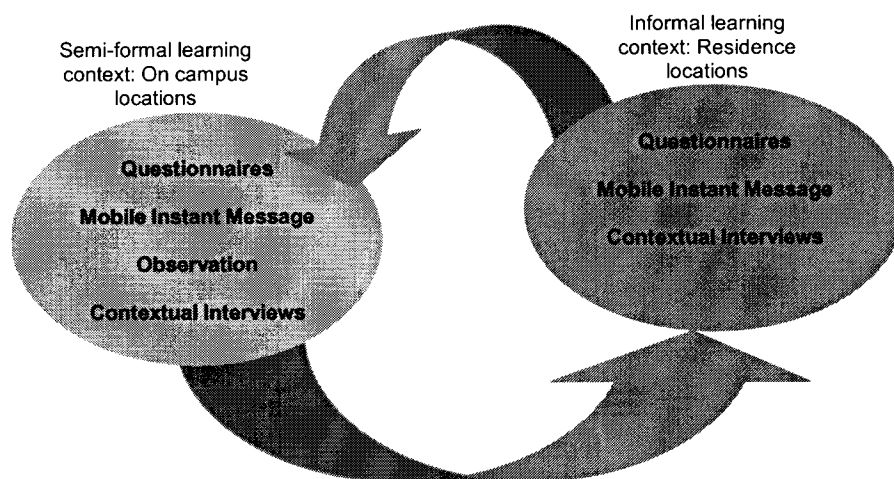 Semi-formal learning
context: On campus
locations
Questionnaires
Mobile Instant Message
Observation
Contextual Interviews
Informal learning
context: Residence
locations
Questionnaires
Mobile Instant Message
Contextual Interviews